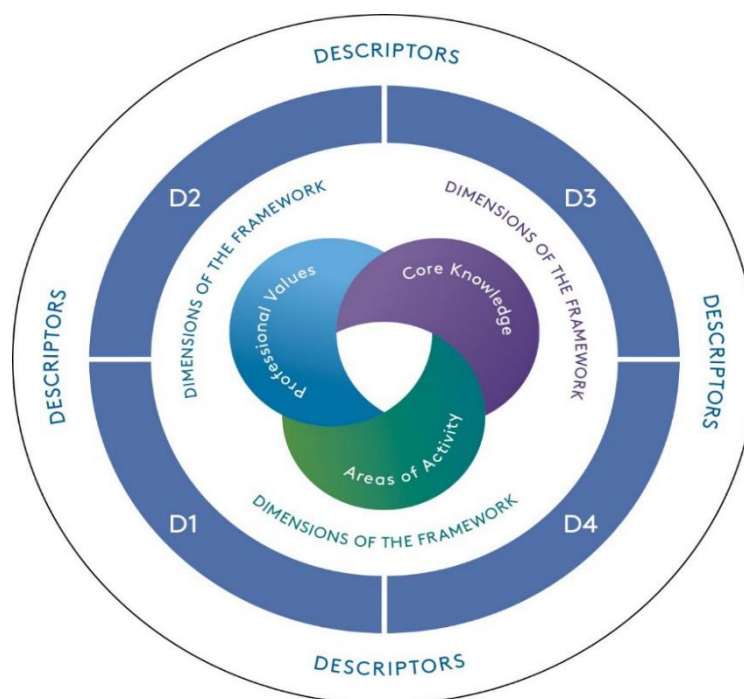 DESCRIPTORS
D2
D3
DIMENSIONS OF THE FRAMEWORK
DIMENSIONS OF THE FRAMEWORK
Professional Values
Core Knowledge
DESCRIPTORS
DESCRIPTORS
Areas of Activity
DIMENSIONS OF THE FRAMEWORK
D1
D4
DESCRIPTORS